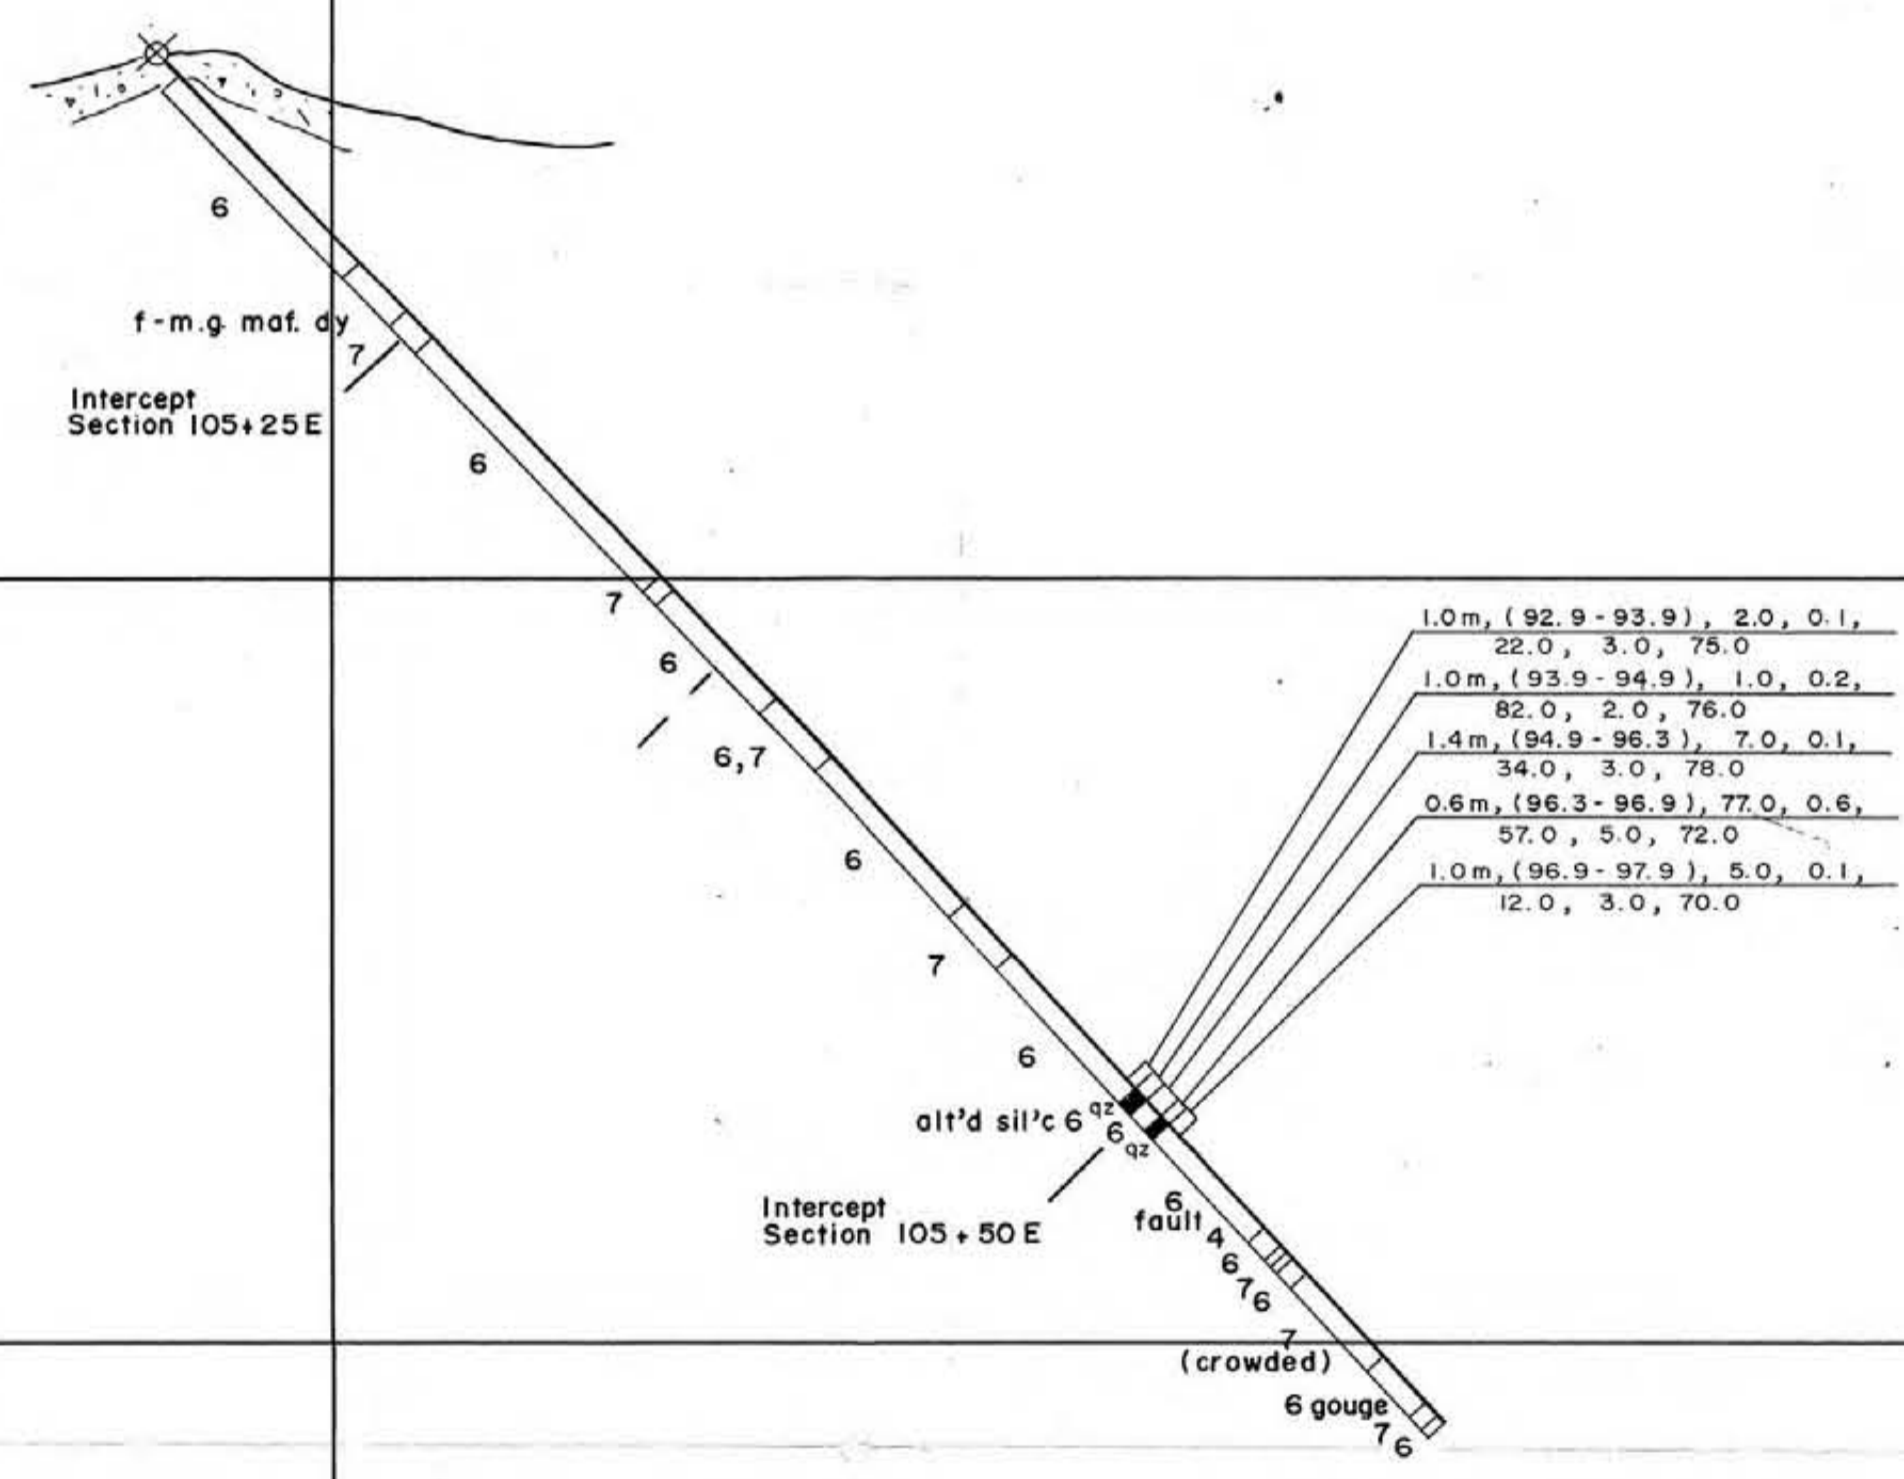 6
f-m.g. maf. dy
7
Intercept
Section 105+25E
6
7
6
6,7
6
7
6
1.0m, (92.9-93.9), 2.0, 0.1,
22.0, 3.0, 75.0
1.0m, (93.9-94.9), 1.0, 0.2,
82.0, 2.0, 76.0
1.4m, (94.9-96.3), 7.0, 0.1,
34.0, 3.0, 78.0
0.6m, (96.3-96.9), 77.0, 0.6,
57.0, 5.0, 72.0
1.0m, (96.9-97.9), 5.0, 0.1,
12.0, 3.0, 70.0
alt'd sil'c 6 qz
6 qz
Intercept
Section 105+50E
6
fault 4
6
7 6
7
(crowded)
6 gouge
7 6